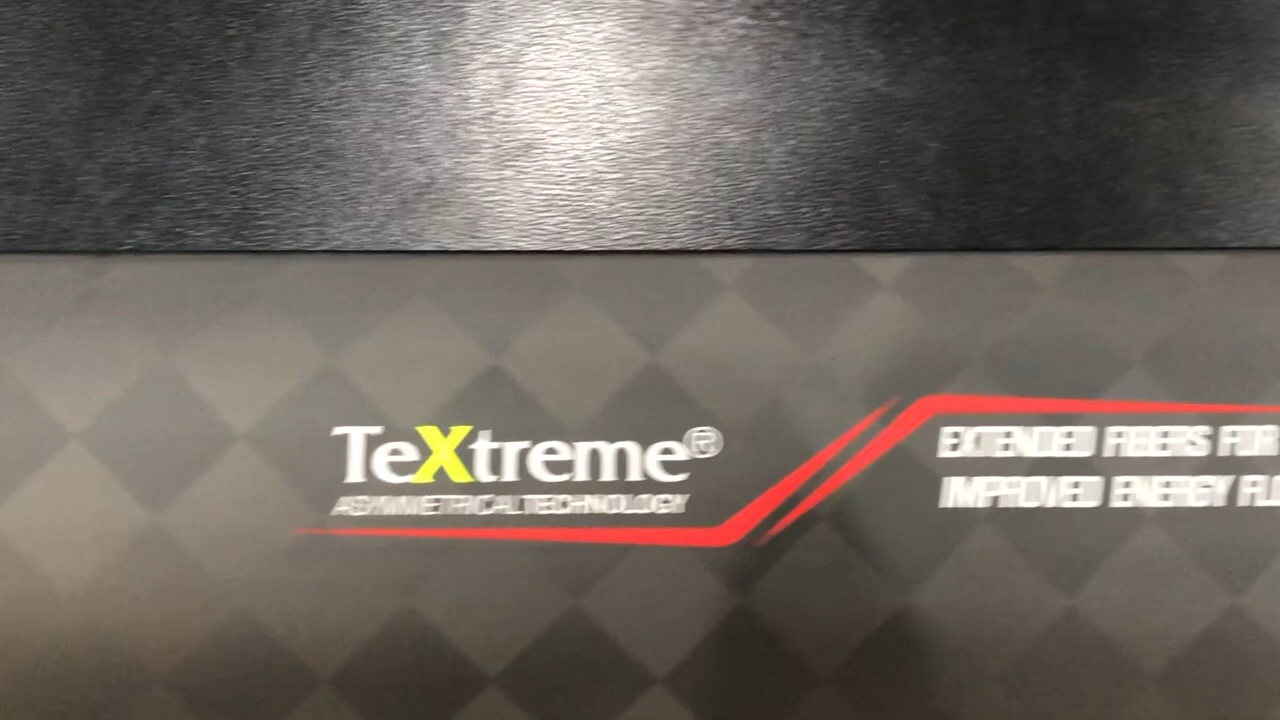 TeXtreme®
ASYMMETRICAL TECHNOLOGY
EXTENDED FIBERS FOR
IMPROVED ENERGY